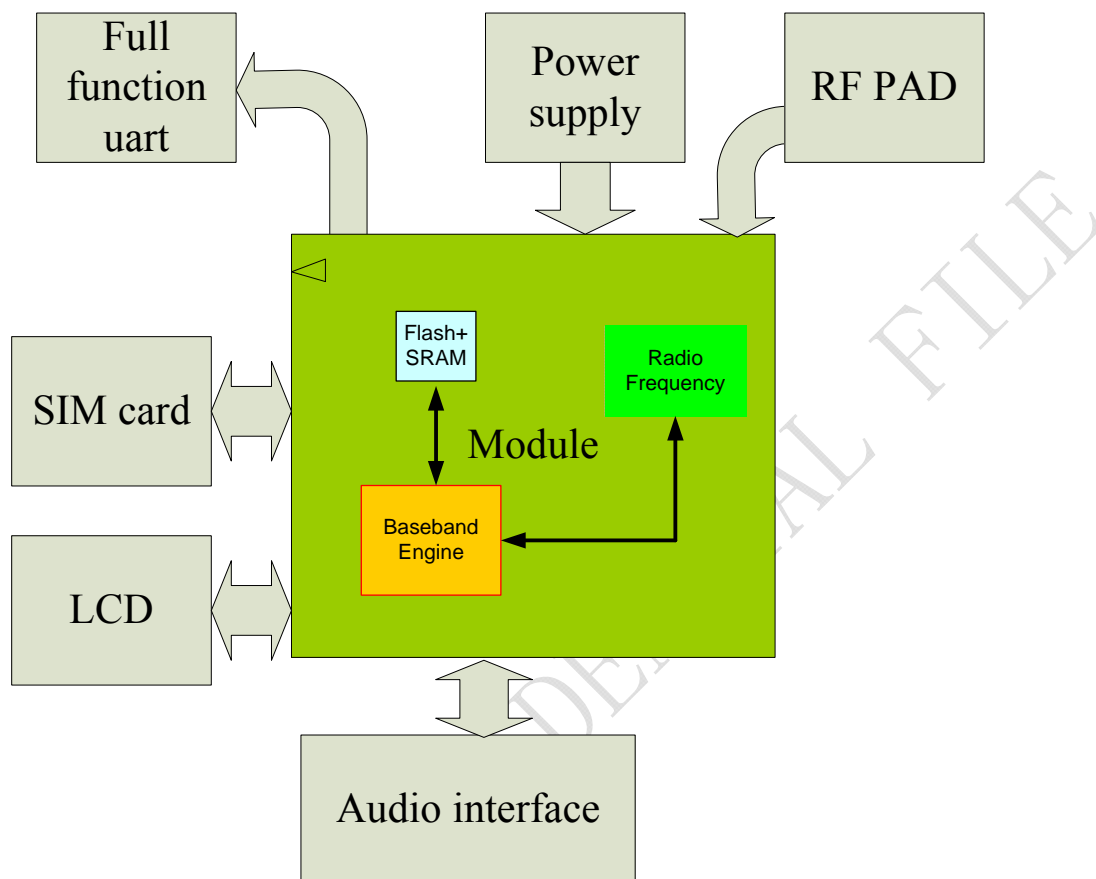 Full
function
uart
Power
supply
RF PAD
Flash+
SRAM
Radio
Frequency
SIM card
Module
Baseband
Engine
LCD
Audio interface
FILE